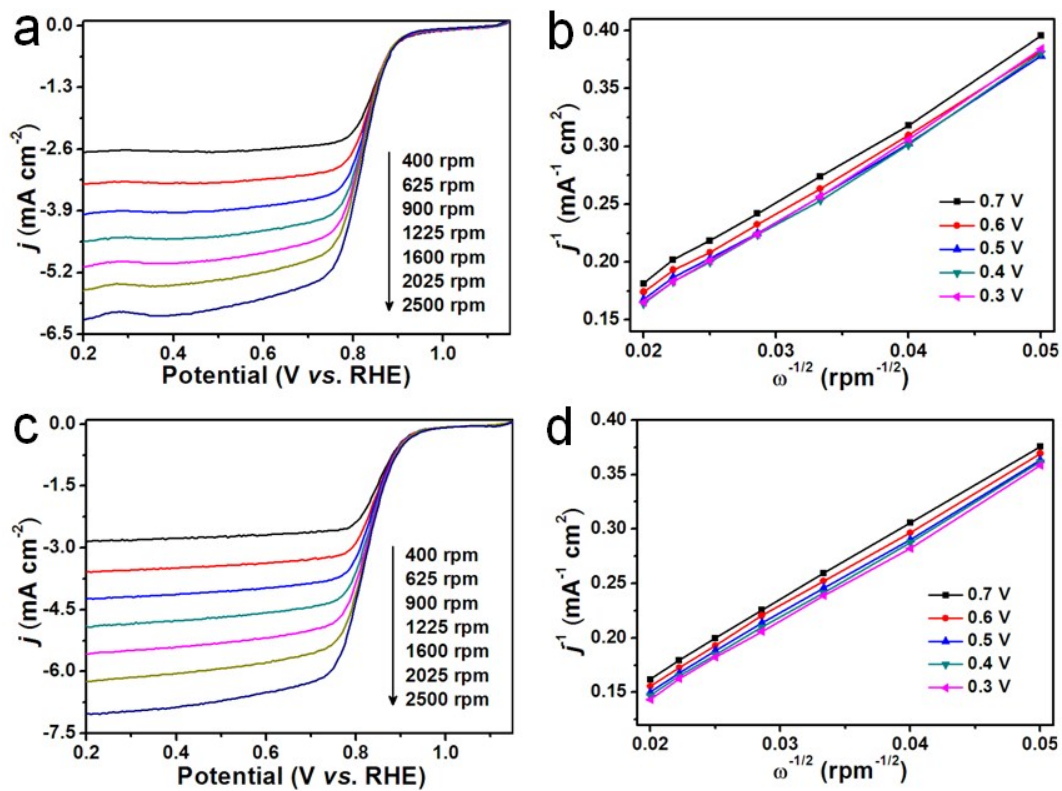 a
j (mA cm⁻²)
0.0
-1.3
-2.6
-3.9
-5.2
-6.5
400 rpm
625 rpm
900 rpm
1225 rpm
1600 rpm
2025 rpm
2500 rpm
0.2 0.4 0.6 0.8 1.0
Potential (V vs. RHE)
b
j⁻¹ (mA⁻¹ cm²)
0.40
0.35
0.30
0.25
0.20
0.15
0.7 V
0.6 V
0.5 V
0.4 V
0.3 V
0.02 0.03 0.04 0.05
ω⁻¹/² (rpm⁻¹/²)
c
j (mA cm⁻²)
0.0
-1.5
-3.0
-4.5
-6.0
-7.5
400 rpm
625 rpm
900 rpm
1225 rpm
1600 rpm
2025 rpm
2500 rpm
0.2 0.4 0.6 0.8 1.0
Potential (V vs. RHE)
d
j⁻¹ (mA⁻¹ cm²)
0.40
0.35
0.30
0.25
0.20
0.15
0.7 V
0.6 V
0.5 V
0.4 V
0.3 V
0.02 0.03 0.04 0.05
ω⁻¹/² (rpm⁻¹/²)